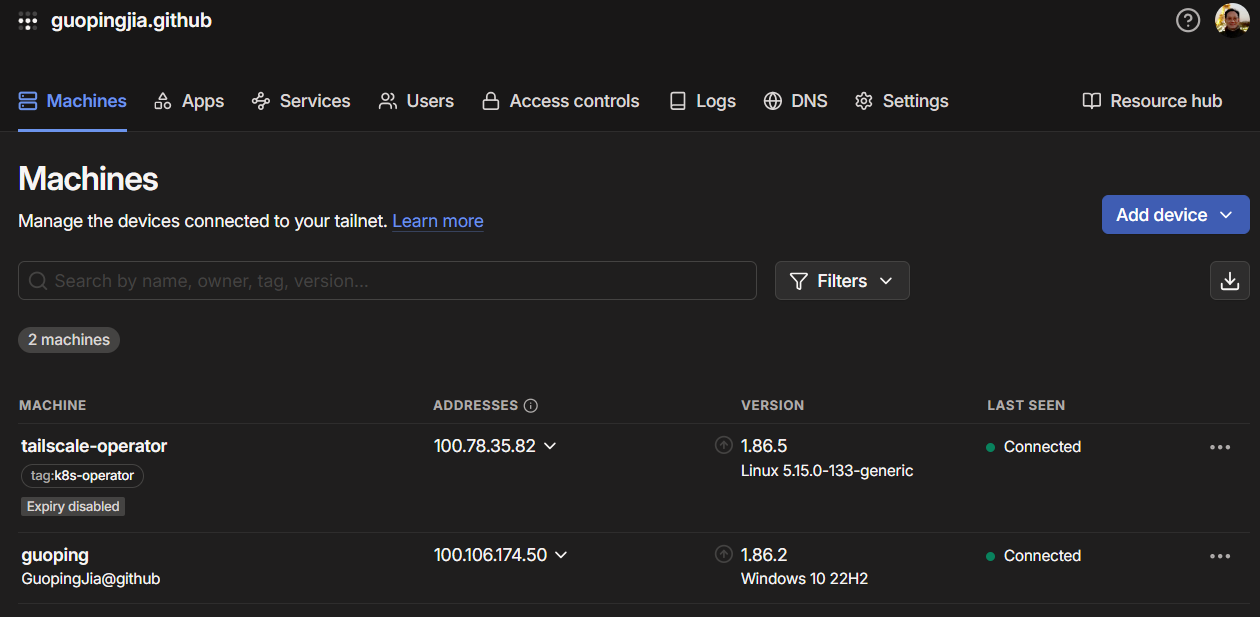 guopingjia.github
Machines Apps Services Users Access controls Logs DNS Settings Resource hub
Machines
Manage the devices connected to your tailnet. Learn more
Add device
Search by name, owner, tag, version...
Filters
2 machines
MACHINE ADDRESSES VERSION LAST SEEN
tailscale-operator 100.78.35.82 1.86.5 Connected
tag:k8s-operator Linux 5.15.0-133-generic
Expiry disabled
guoping 100.106.174.50 1.86.2 Connected
GuopingJia@github Windows 10 22H2